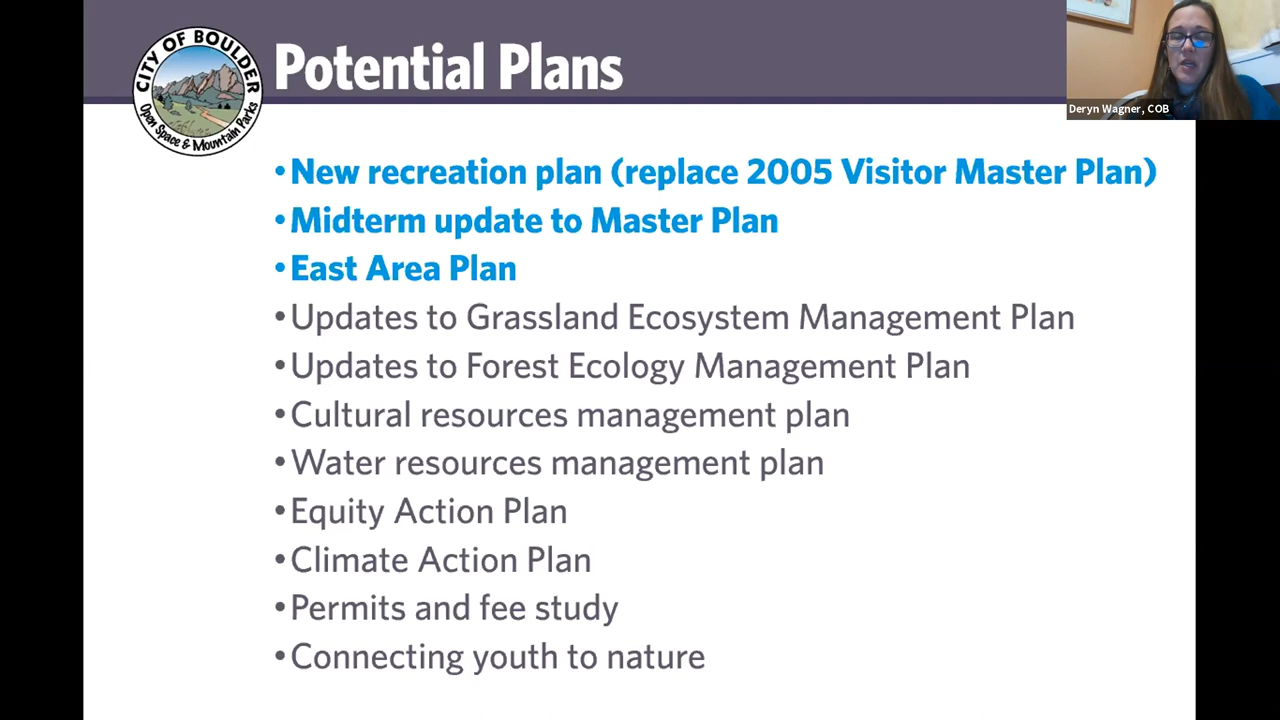 CITY OF BOULDER
Open Space & Mountain Parks
Potential Plans
Deryn Wagner, COB
•New recreation plan (replace 2005 Visitor Master Plan)
•Midterm update to Master Plan
•East Area Plan
•Updates to Grassland Ecosystem Management Plan
•Updates to Forest Ecology Management Plan
•Cultural resources management plan
•Water resources management plan
•Equity Action Plan
•Climate Action Plan
•Permits and fee study
•Connecting youth to nature